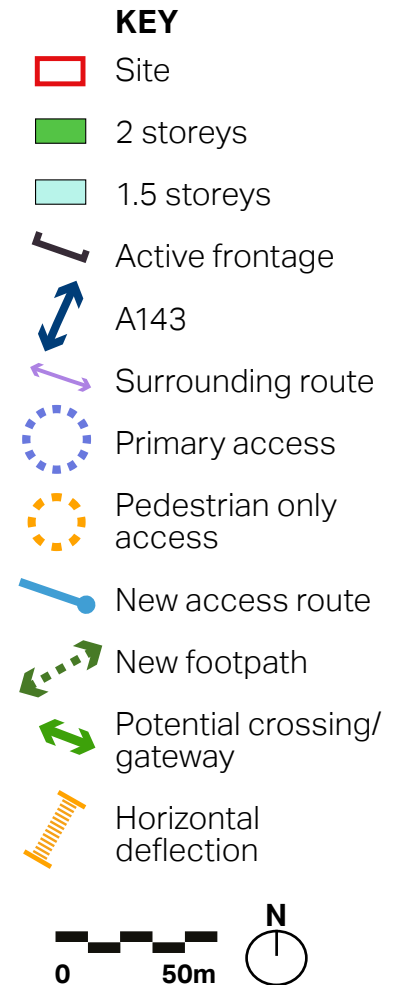 KEY
Site
2 storeys
1.5 storeys
Active frontage
A143
Surrounding route
Primary access
Pedestrian only
access
New access route
New footpath
Potential crossing/
gateway
Horizontal
deflection
N
0 50m